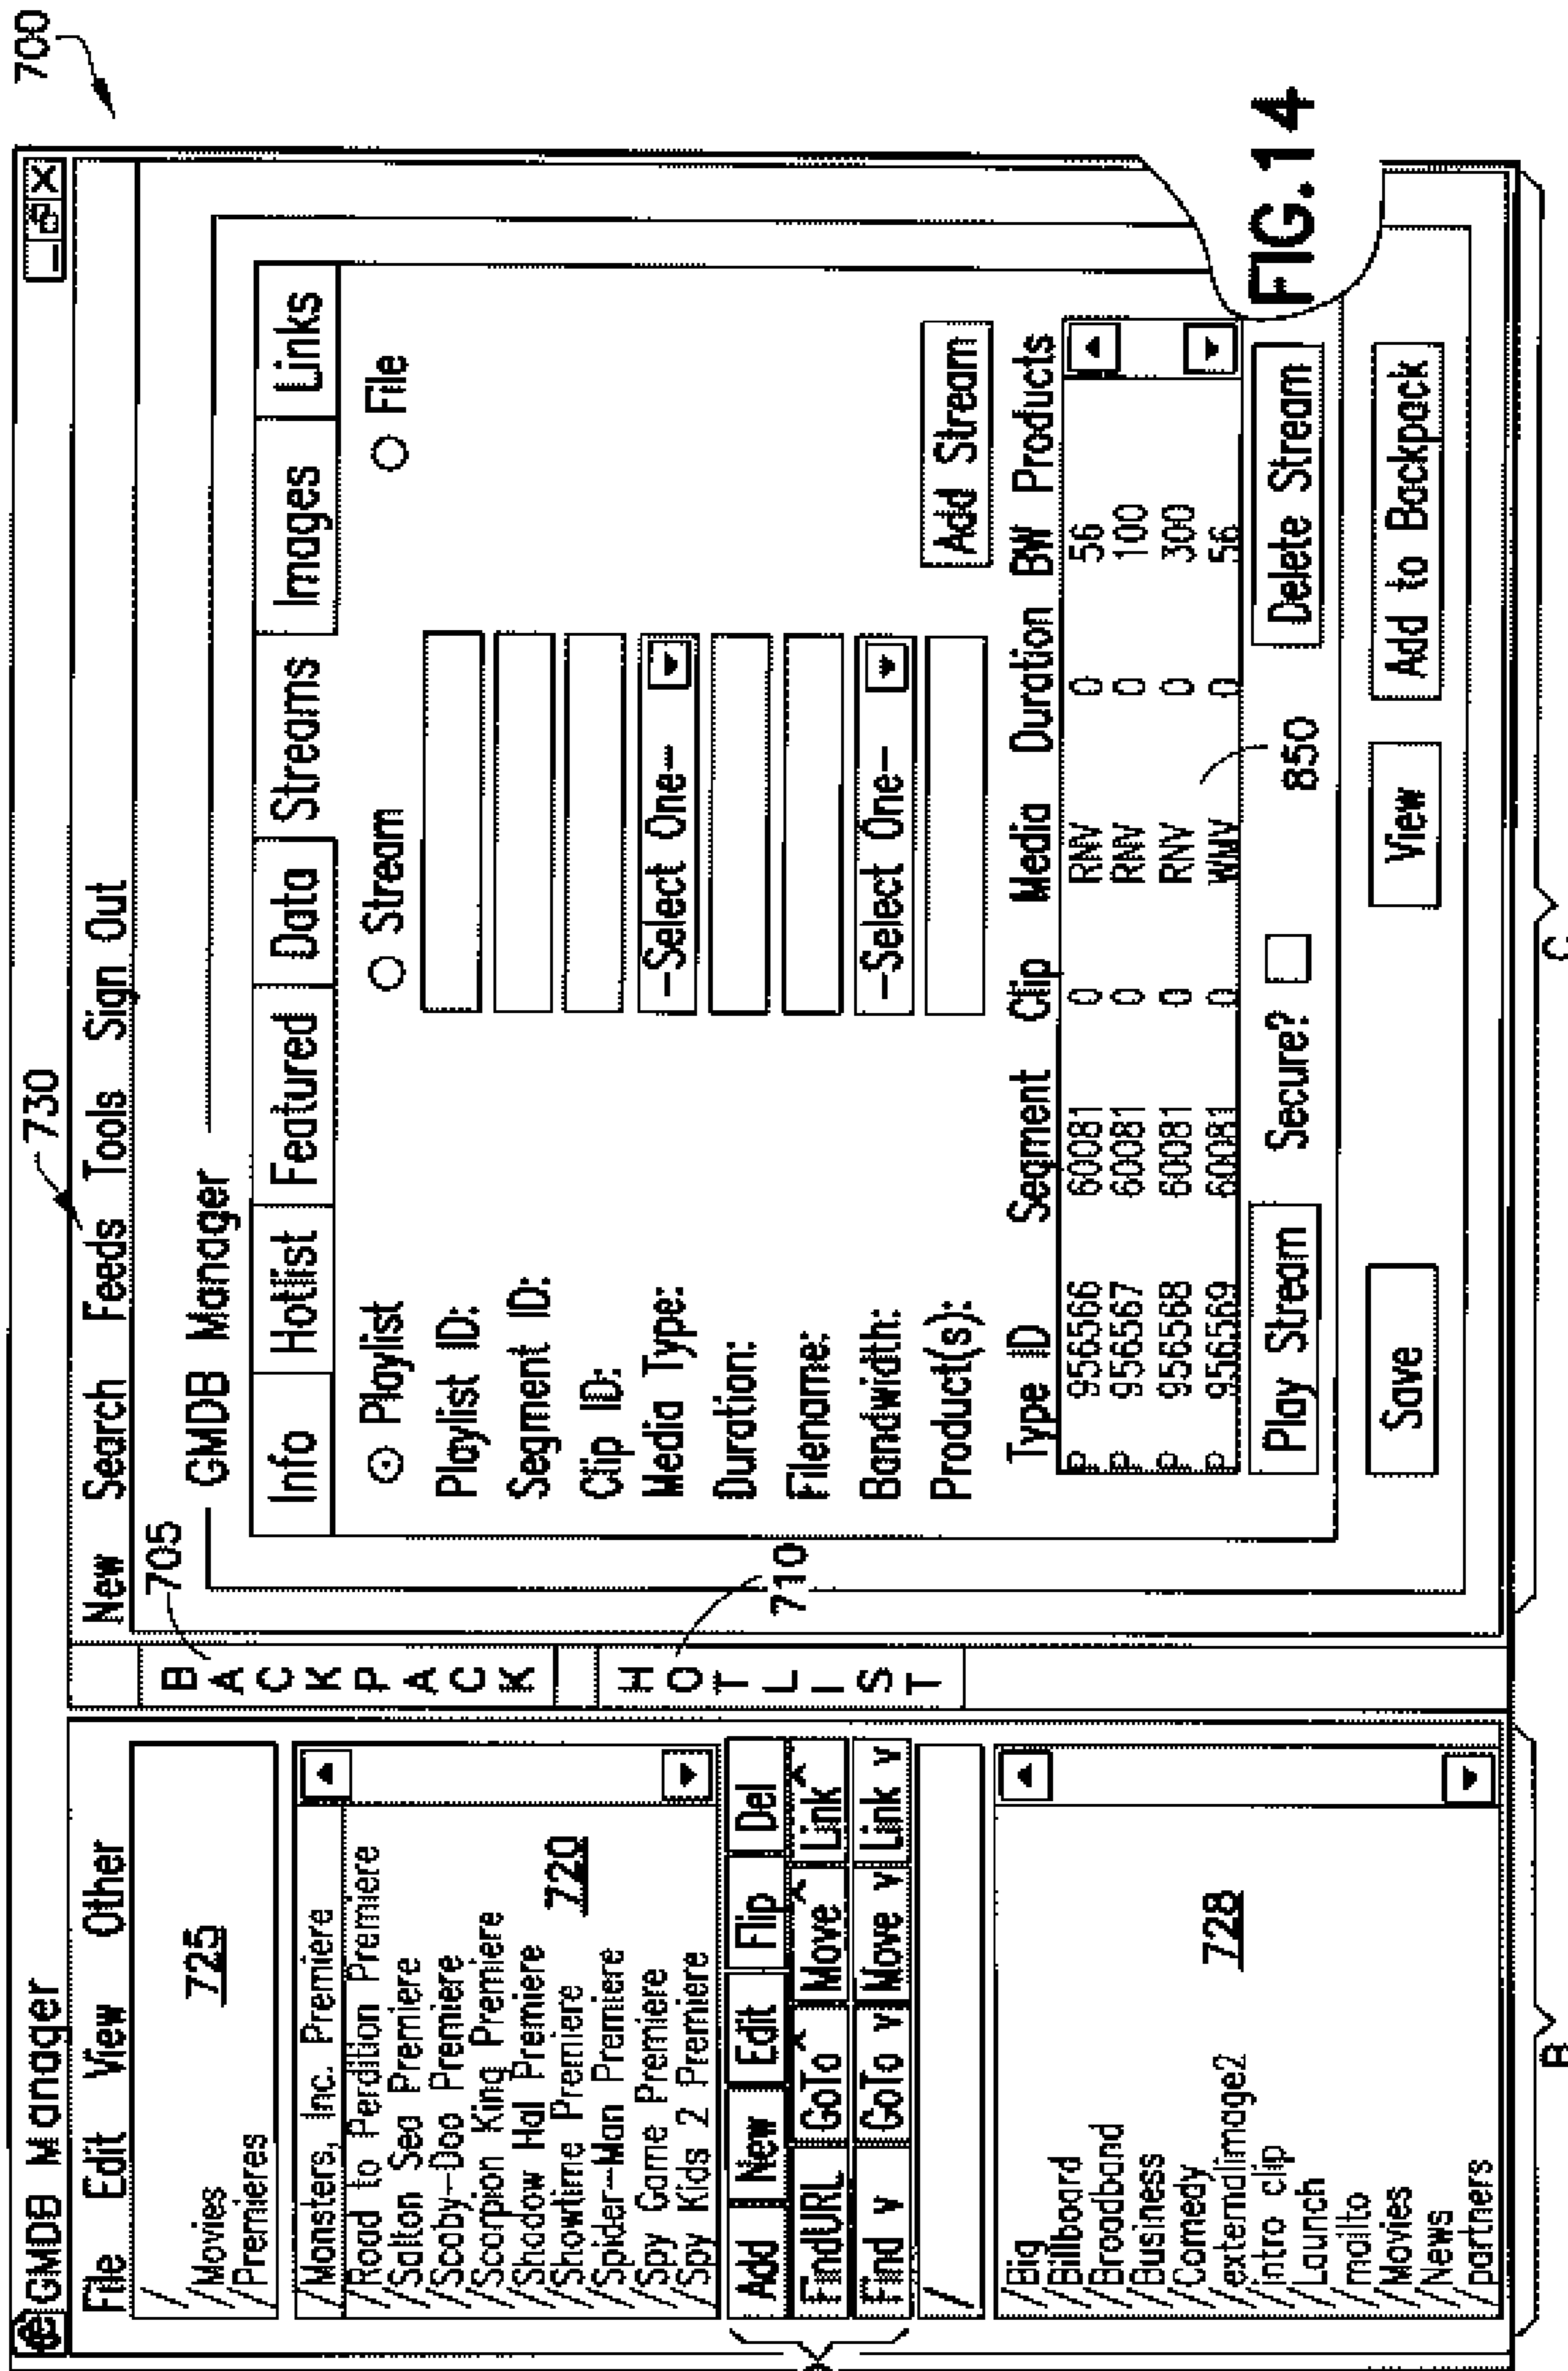 700
GMDB Manager
File Edit View Other
/
//Movies
//Premieres
725
//Monsters, Inc. Premiere
//Road to Perdition Premiere
//Salton Sea Premiere
//Scooby-Doo Premiere
//Scorpion King Premiere
//Shadow Hal Premiere
//Showtime Premiere
//Spider-Man Premiere
//Spy Game Premiere
//Spy Kids 2 Premiere
720
Add New Edit Flip Del
FindURL GoTo ^ Move ^ Link ^
Find v GoTo v Move v Link v
/
//Big
//Billboard
//Broadband
//Business
//Comedy
//externalimage2
//intro clip
//Launch
//mailto
//Movies
//News
//partners
728
B
BACKPACK
705
HOTLIST
710
730
New Search Feeds Tools Sign Out
GMDB Manager
Info Hotlist Featured Data Streams Images Links
Playlist Stream File
Playlist ID:
Segment ID:
Clip ID:
Media Type: -Select One-
Duration:
Filename:
Bandwidth: -Select One-
Product(s):
Add Stream
Type ID Segment Clip Media Duration BW Products
P 956566 60081 0 RNV 0 56
P 956567 60081 0 RNV 0 100
P 956568 60081 0 RNV 0 300
P 956569 60081 0 WMV 0 56
Play Stream Secure? 850 Delete Stream
Save View Add to Backpack
C
FIG.14